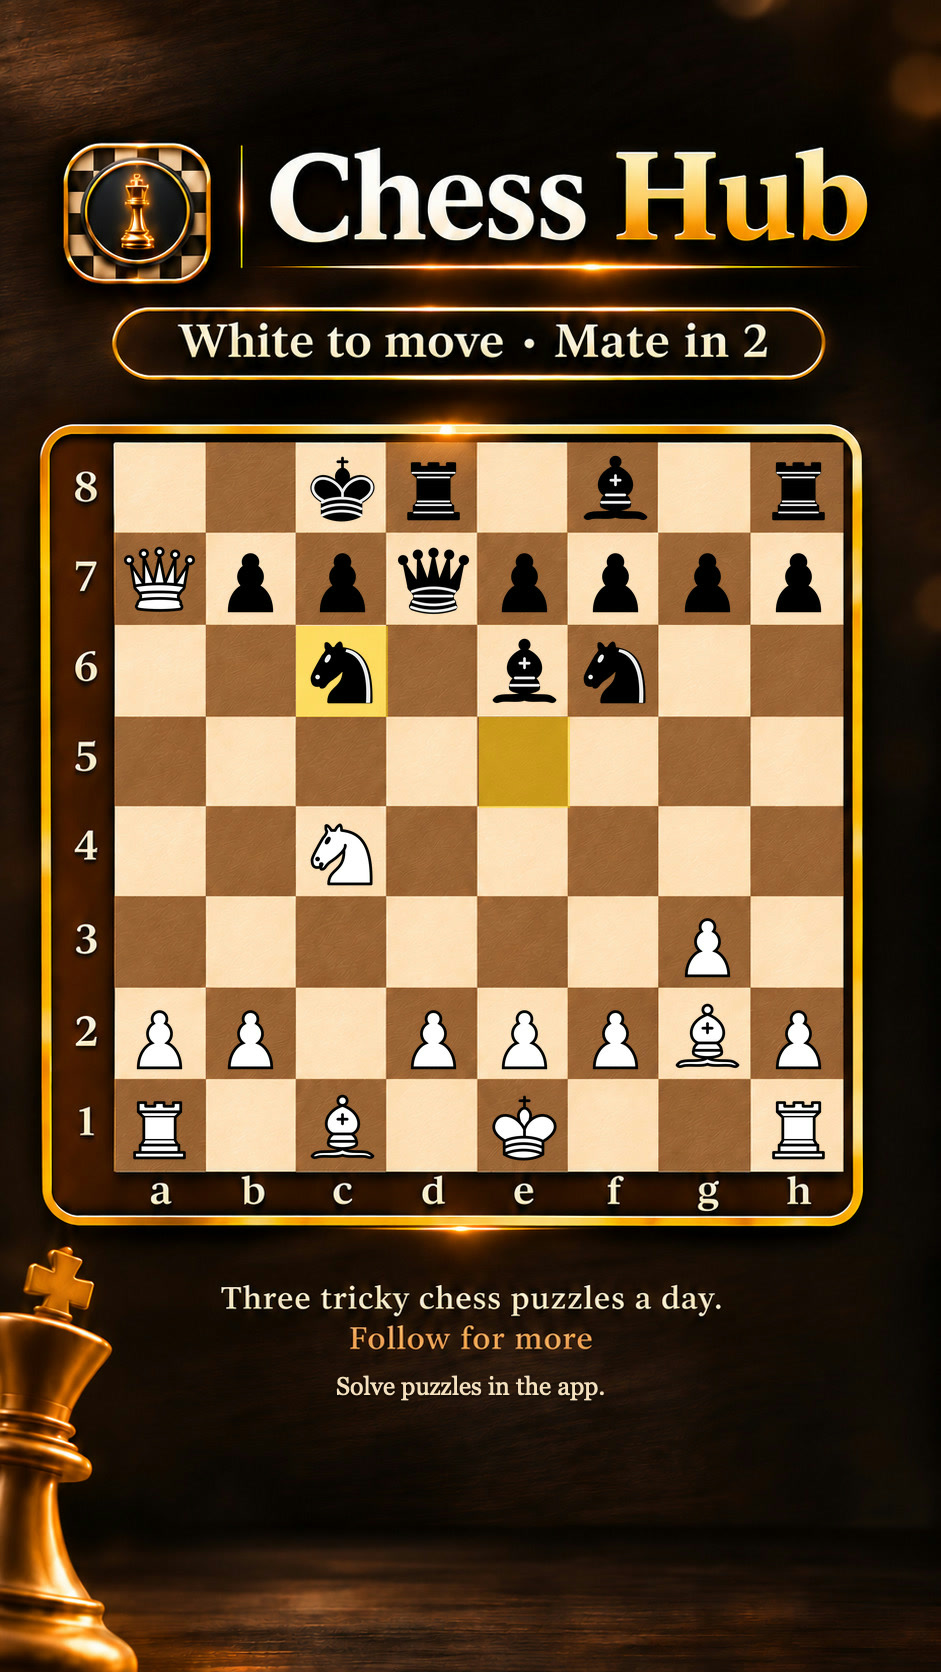 Chess Hub
White to move · Mate in 2
8
7
6
5
4
3
2
1
a b c d e f g h
Three tricky chess puzzles a day.
Follow for more
Solve puzzles in the app.